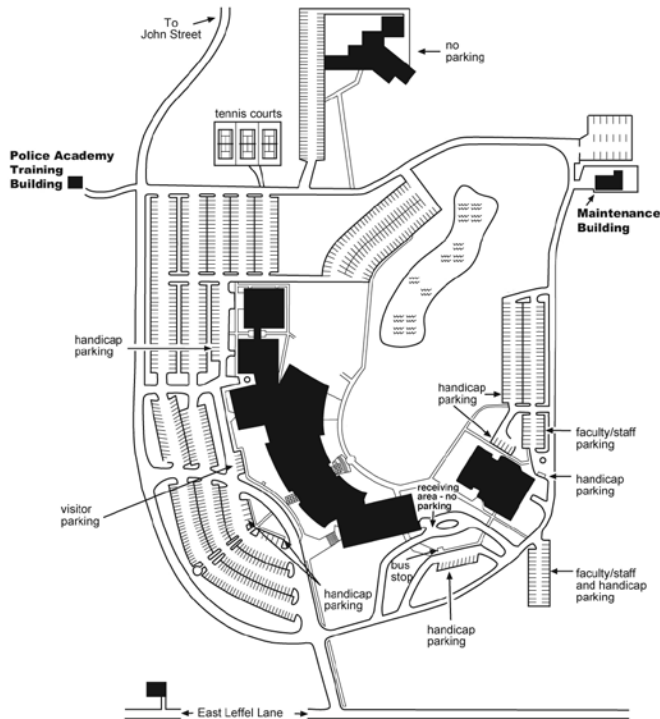 To
John Street
no
parking
tennis courts
Police Academy
Training
Building
Maintenance
Building
handicap
parking
handicap
parking
faculty/staff
parking
handicap
parking
visitor
parking
receiving
area - no
parking
bus
stop
handicap
parking
faculty/staff
and handicap
parking
handicap
parking
East Leffel Lane